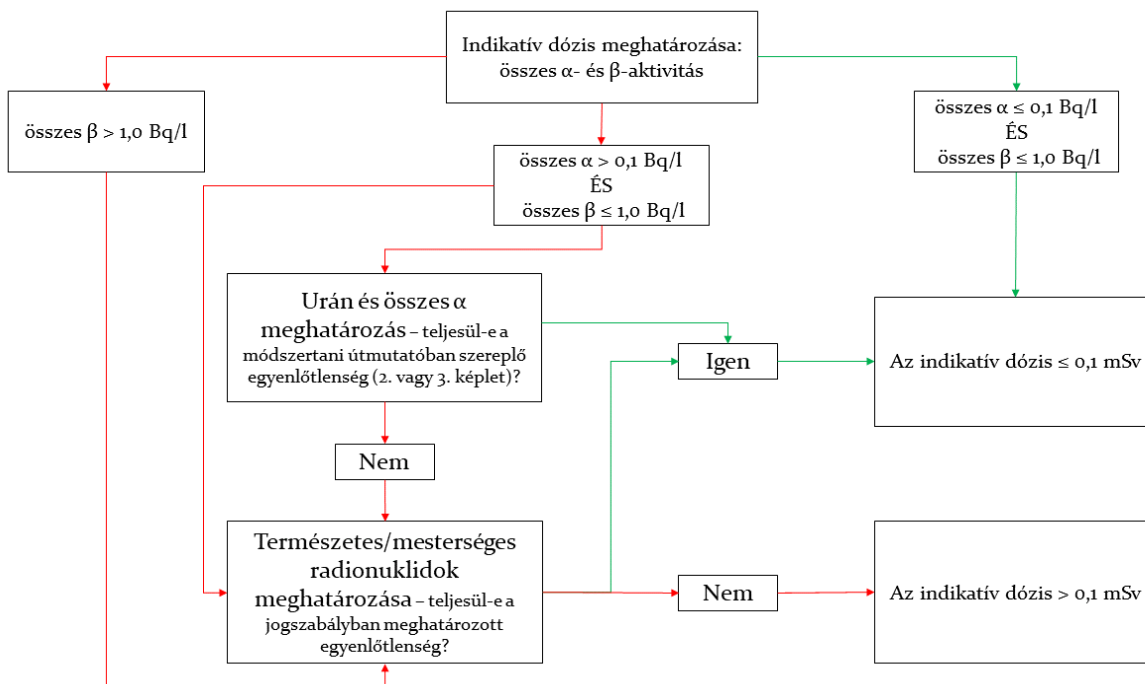 Indikatív dózis meghatározása:
összes α- és β-aktivitás
összes β > 1,0 Bq/l
összes α ≤ 0,1 Bq/l
ÉS
összes β ≤ 1,0 Bq/l
összes α > 0,1 Bq/l
ÉS
összes β ≤ 1,0 Bq/l
Urán és összes α
meghatározás – teljesül-e a
módszertani útmutatóban szereplő
egyenlőtlenség (2. vagy 3. képlet)?
Igen
Az indikatív dózis ≤ 0,1 mSv
Nem
Természetes/mesterséges
radionuklidok
meghatározása – teljesül-e a
jogszabályban meghatározott
egyenlőtlenség?
Nem
Az indikatív dózis > 0,1 mSv